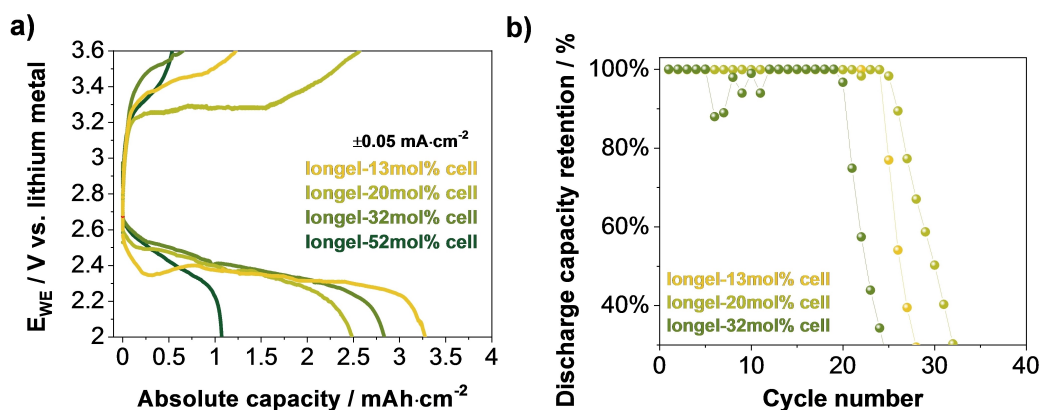 a)
E_WE / V vs. lithium metal
3.6
3.4
3.2
3
2.8
2.6
2.4
2.2
2
±0.05 mA·cm⁻²
Iongel-13mol% cell
Iongel-20mol% cell
Iongel-32mol% cell
Iongel-52mol% cell
0 0.5 1 1.5 2 2.5 3 3.5 4
Absolute capacity / mAh·cm⁻²
b)
Discharge capacity retention / %
100%
80%
60%
40%
Iongel-13mol% cell
Iongel-20mol% cell
Iongel-32mol% cell
0 10 20 30 40
Cycle number